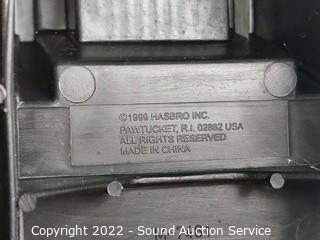 ©1999 HASBRO INC.
PAWTUCKET, R.I. 02862 USA
ALL RIGHTS RESERVED
MADE IN CHINA
Copyright 2022 - Sound Auction Service